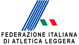 FEDERAZIONE ITALIANA
DI ATLETICA LEGGERA